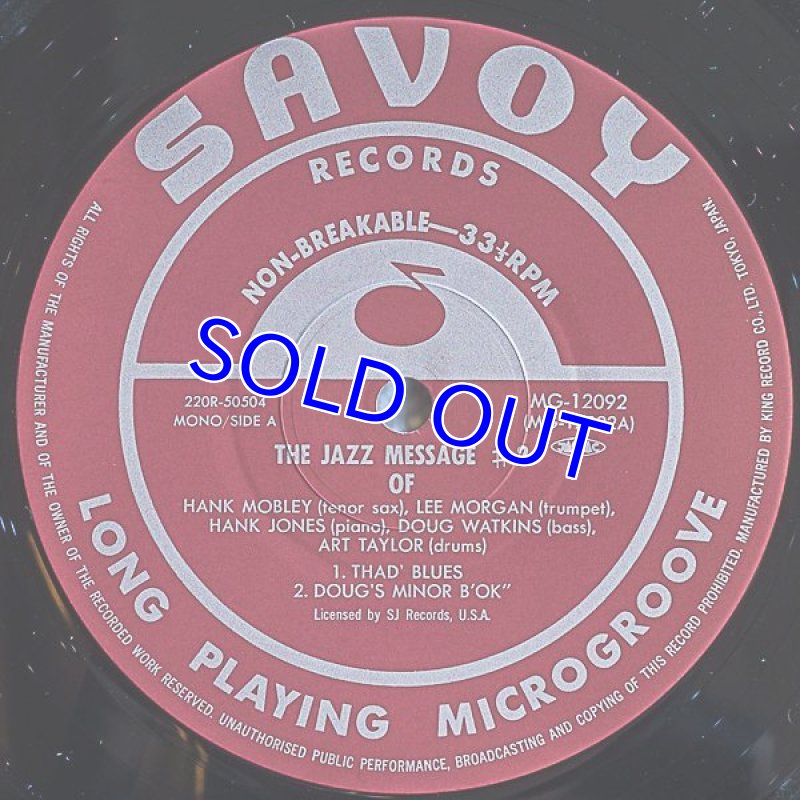 SAVOY
RECORDS
NON-BREAKABLE—33⅓RPM
SOLD OUT
220R-50504
MONO/SIDE A
MG-12092
THE JAZZ MESSAGE #
OF
HANK MOBLEY (tenor sax), LEE MORGAN (trumpet),
HANK JONES (piano), DOUG WATKINS (bass),
ART TAYLOR (drums)
1. THAD' BLUES
2. DOUG'S MINOR B'OK"
Licensed by SJ Records, U.S.A.
LONG PLAYING MICROGROOVE
ALL RIGHTS OF THE MANUFACTURER AND OF THE OWNER OF THE RECORDED WORK RESERVED. UNAUTHORISED PUBLIC PERFORMANCE, BROADCASTING AND COPYING OF THIS RECORD PROHIBITED. MANUFACTURED BY KING RECORD CO., LTD. TOKYO, JAPAN.